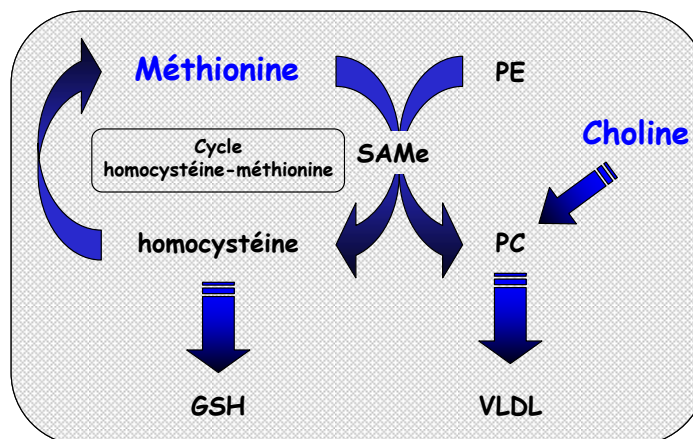 Méthionine
PE
Choline
Cycle
homocystéine-méthionine
SAMe
homocystéine
PC
GSH
VLDL